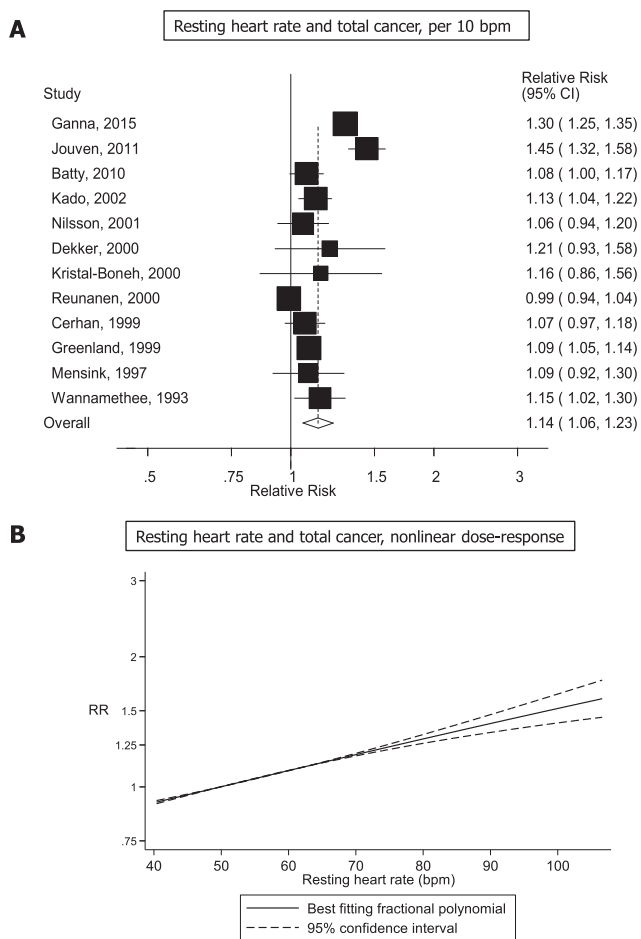 A
Resting heart rate and total cancer, per 10 bpm
Relative Risk
Study (95% CI)
Ganna, 2015 1.30 ( 1.25, 1.35)
Jouven, 2011 1.45 ( 1.32, 1.58)
Batty, 2010 1.08 ( 1.00, 1.17)
Kado, 2002 1.13 ( 1.04, 1.22)
Nilsson, 2001 1.06 ( 0.94, 1.20)
Dekker, 2000 1.21 ( 0.93, 1.58)
Kristal-Boneh, 2000 1.16 ( 0.86, 1.56)
Reunanen, 2000 0.99 ( 0.94, 1.04)
Cerhan, 1999 1.07 ( 0.97, 1.18)
Greenland, 1999 1.09 ( 1.05, 1.14)
Mensink, 1997 1.09 ( 0.92, 1.30)
Wannamethee, 1993 1.15 ( 1.02, 1.30)
Overall 1.14 ( 1.06, 1.23)
.5 .75 1 1.5 2 3
Relative Risk
B
Resting heart rate and total cancer, nonlinear dose-response
3
2
RR 1.5
1.25
1
.75
40 50 60 70 80 90 100
Resting heart rate (bpm)
Best fitting fractional polynomial
95% confidence interval